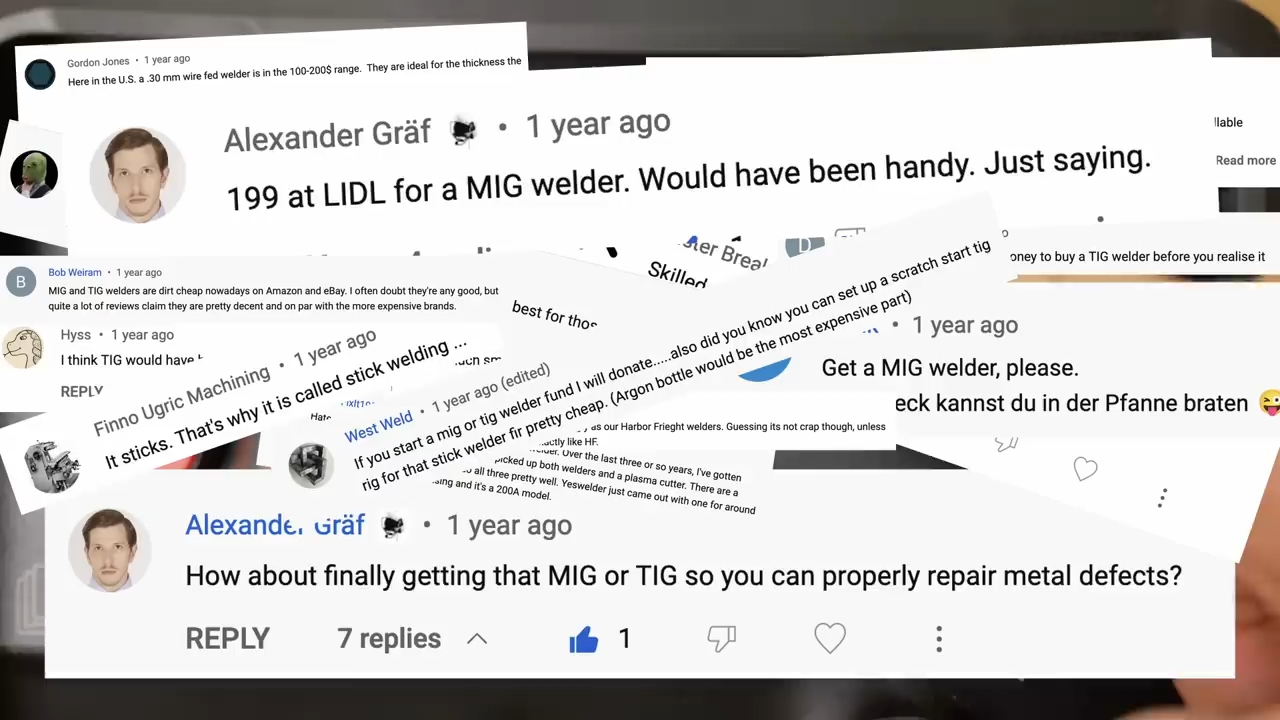 Gordon Jones • 1 year ago
Here in the U.S. a .30 mm wire fed welder is in the 100-200$ range. They are ideal for the thickness the
Alexander Gräf • 1 year ago
199 at LIDL for a MIG welder. Would have been handy. Just saying.
Read more
Skilled
oney to buy a TIG welder before you realise it
B
Bob Weiram • 1 year ago
MIG and TIG welders are dirt cheap nowadays on Amazon and eBay. I often doubt they're any good, but
quite a lot of reviews claim they are pretty decent and on par with the more expensive brands.
best for
Hyss • 1 year ago
I think TIG would have
REPLY
• 1 year ago
Get a MIG welder, please.
eck kannst du in der Pfanne braten 😜
Finno Ugric Machining • 1 year ago
It sticks. That's why it is called stick welding ...
West Weld • 1 year ago (edited)
If you start a mig or tig welder fund I will donate.....also did you know you can set up a scratch start tig
rig for that stick welder fir pretty cheap. (Argon bottle would be the most expensive part)
as our Harbor Frieght welders. Guessing its not crap though, unless
like HF.
Over the last three or so years, I've gotten
picked up both welders and a plasma cutter. There are a
all three pretty well. Yeswelder just came out with one for around
and it's a 200A model.
Alexander Gräf • 1 year ago
How about finally getting that MIG or TIG so you can properly repair metal defects?
REPLY 7 replies 1